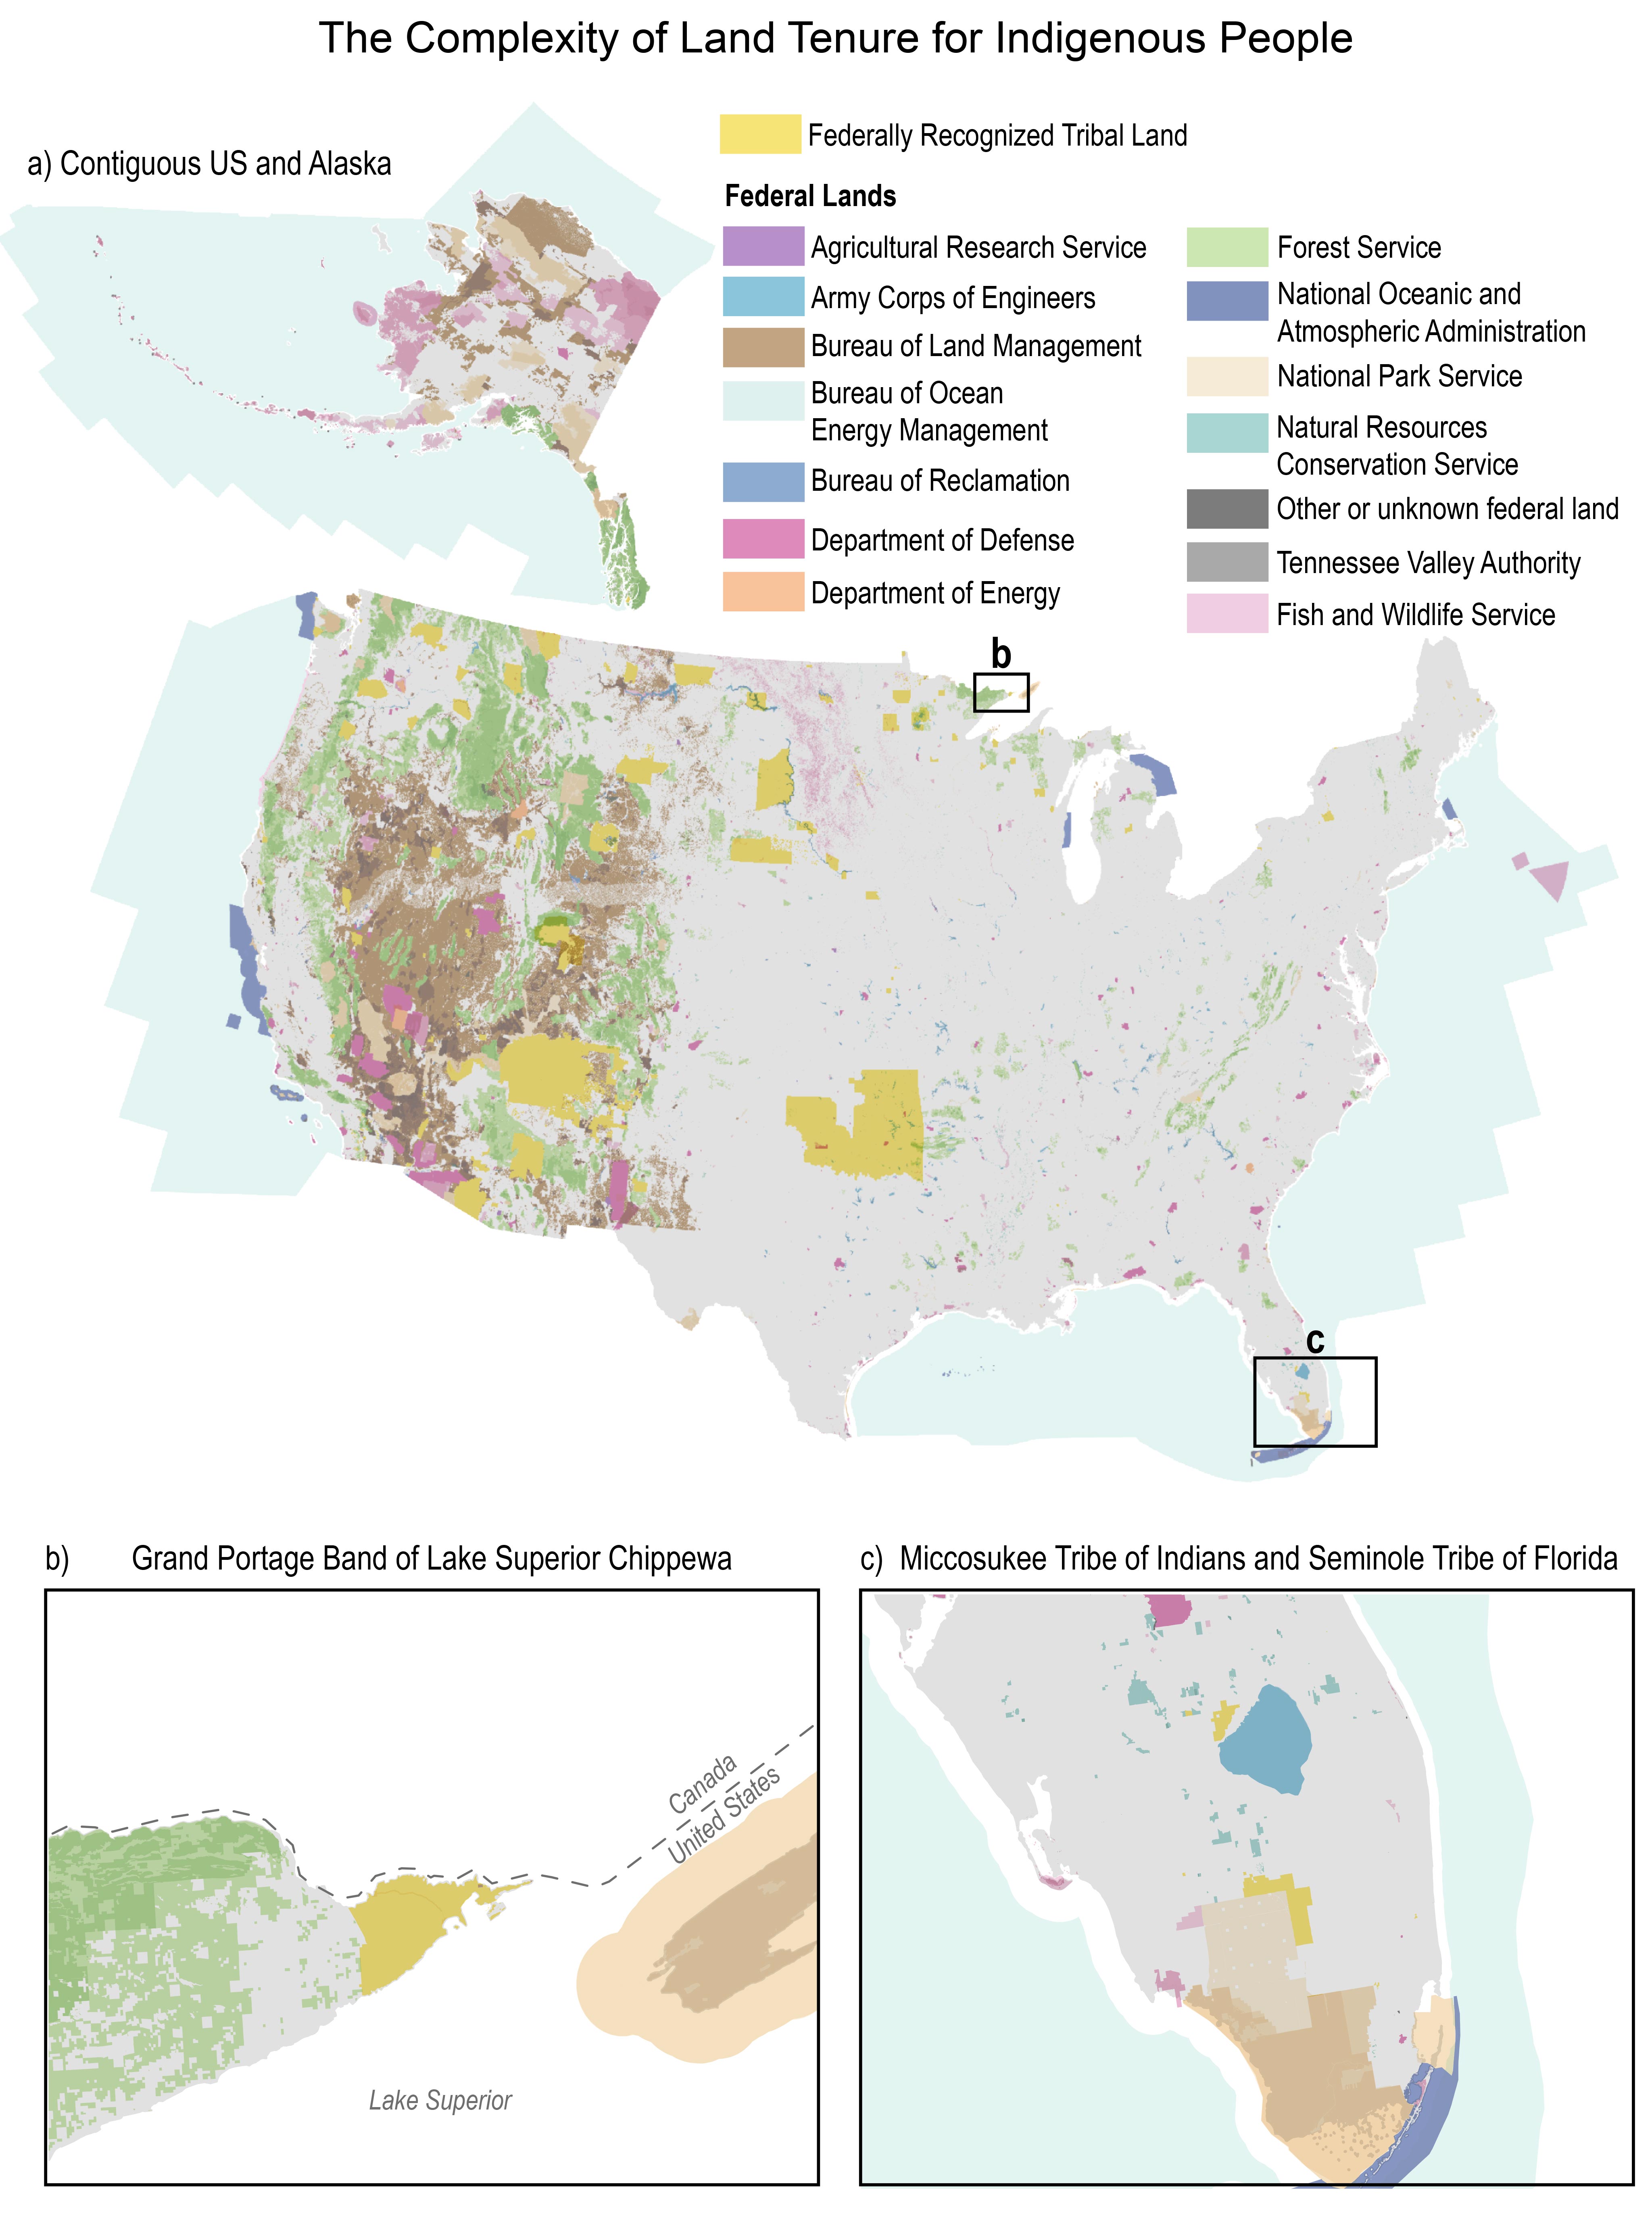 The Complexity of Land Tenure for Indigenous People
a) Contiguous US and Alaska
Federally Recognized Tribal Land
Federal Lands
Agricultural Research Service
Army Corps of Engineers
Bureau of Land Management
Bureau of Ocean
Energy Management
Bureau of Reclamation
Department of Defense
Department of Energy
Forest Service
National Oceanic and
Atmospheric Administration
National Park Service
Natural Resources
Conservation Service
Other or unknown federal land
Tennessee Valley Authority
Fish and Wildlife Service
b
c
b) Grand Portage Band of Lake Superior Chippewa
Canada
United States
Lake Superior
c) Miccosukee Tribe of Indians and Seminole Tribe of Florida